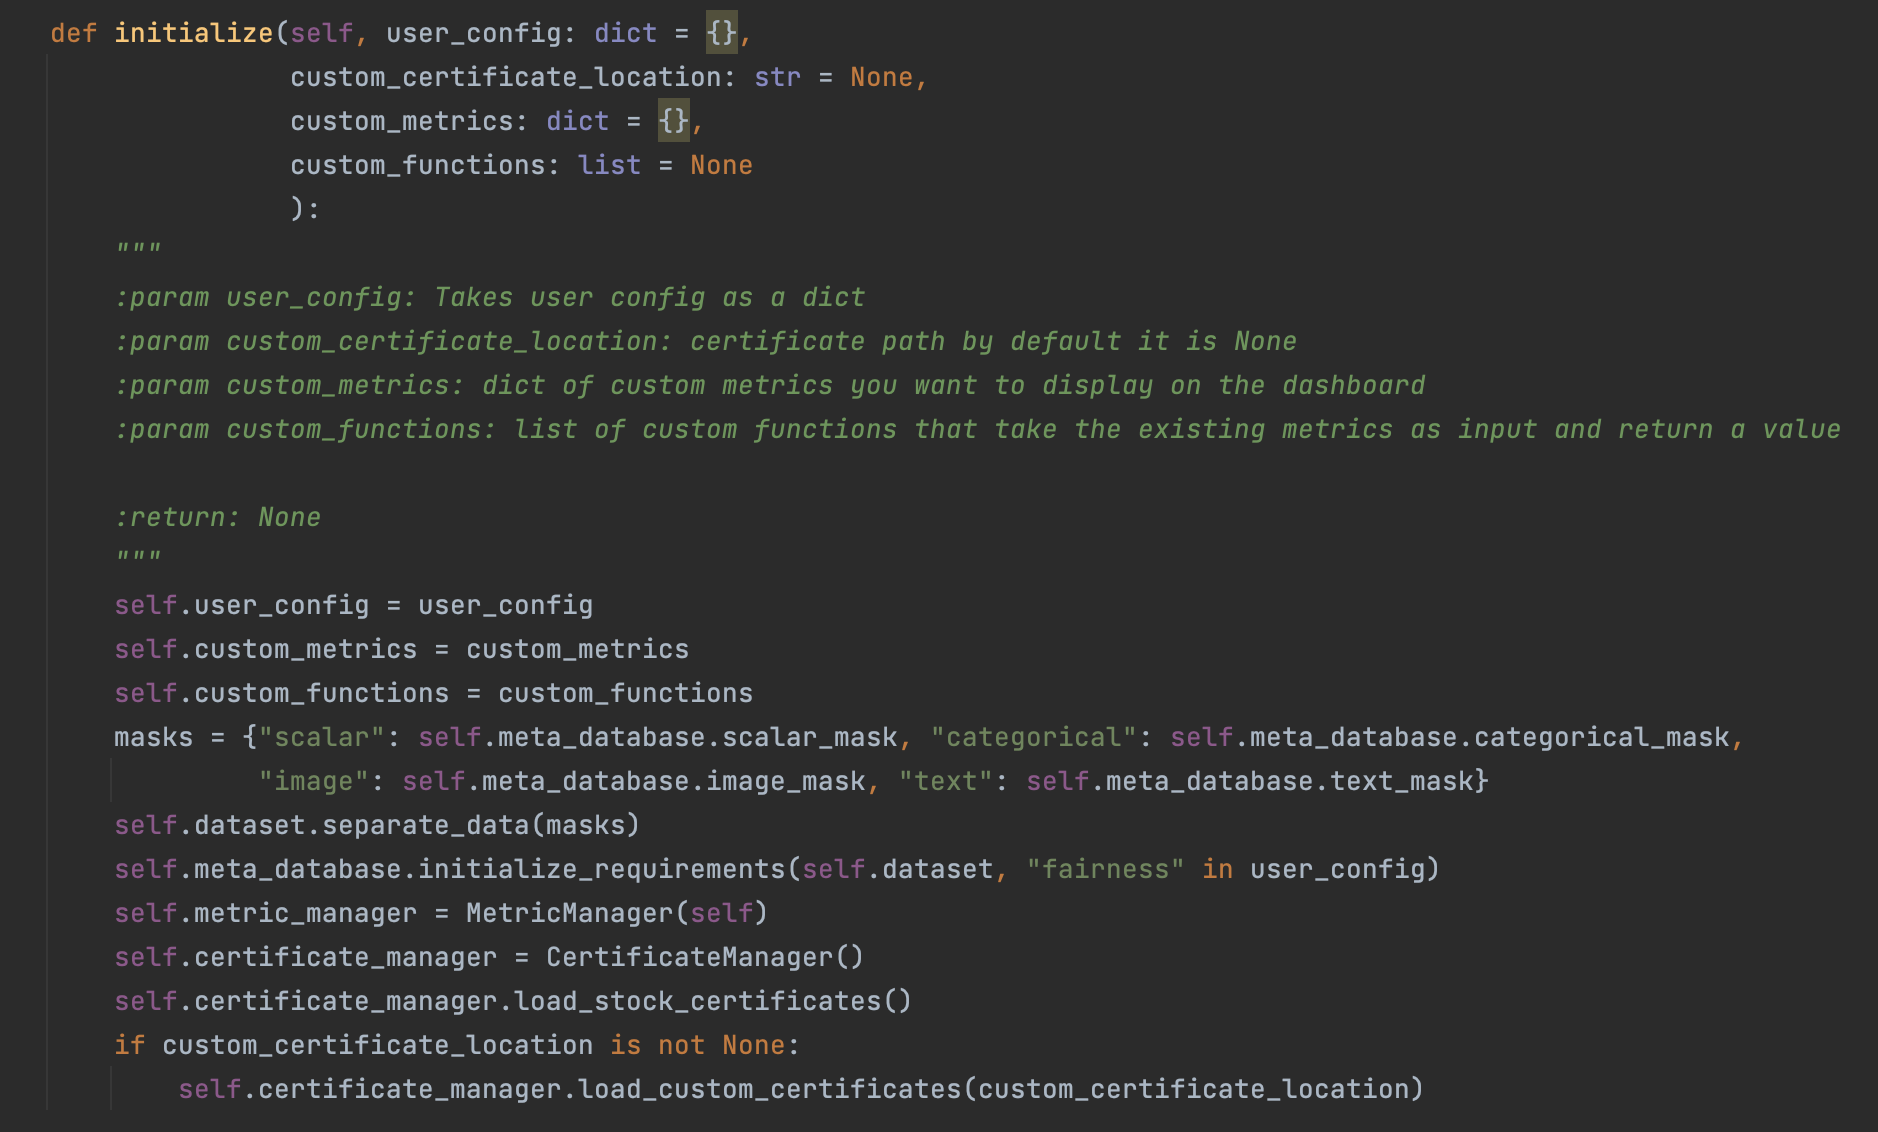 def initialize(self, user_config: dict = {},
custom_certificate_location: str = None,
custom_metrics: dict = {},
custom_functions: list = None
):
"""
:param user_config: Takes user config as a dict
:param custom_certificate_location: certificate path by default it is None
:param custom_metrics: dict of custom metrics you want to display on the dashboard
:param custom_functions: list of custom functions that take the existing metrics as input and return a value
:return: None
"""
self.user_config = user_config
self.custom_metrics = custom_metrics
self.custom_functions = custom_functions
masks = {"scalar": self.meta_database.scalar_mask, "categorical": self.meta_database.categorical_mask,
"image": self.meta_database.image_mask, "text": self.meta_database.text_mask}
self.dataset.separate_data(masks)
self.meta_database.initialize_requirements(self.dataset, "fairness" in user_config)
self.metric_manager = MetricManager(self)
self.certificate_manager = CertificateManager()
self.certificate_manager.load_stock_certificates()
if custom_certificate_location is not None:
self.certificate_manager.load_custom_certificates(custom_certificate_location)